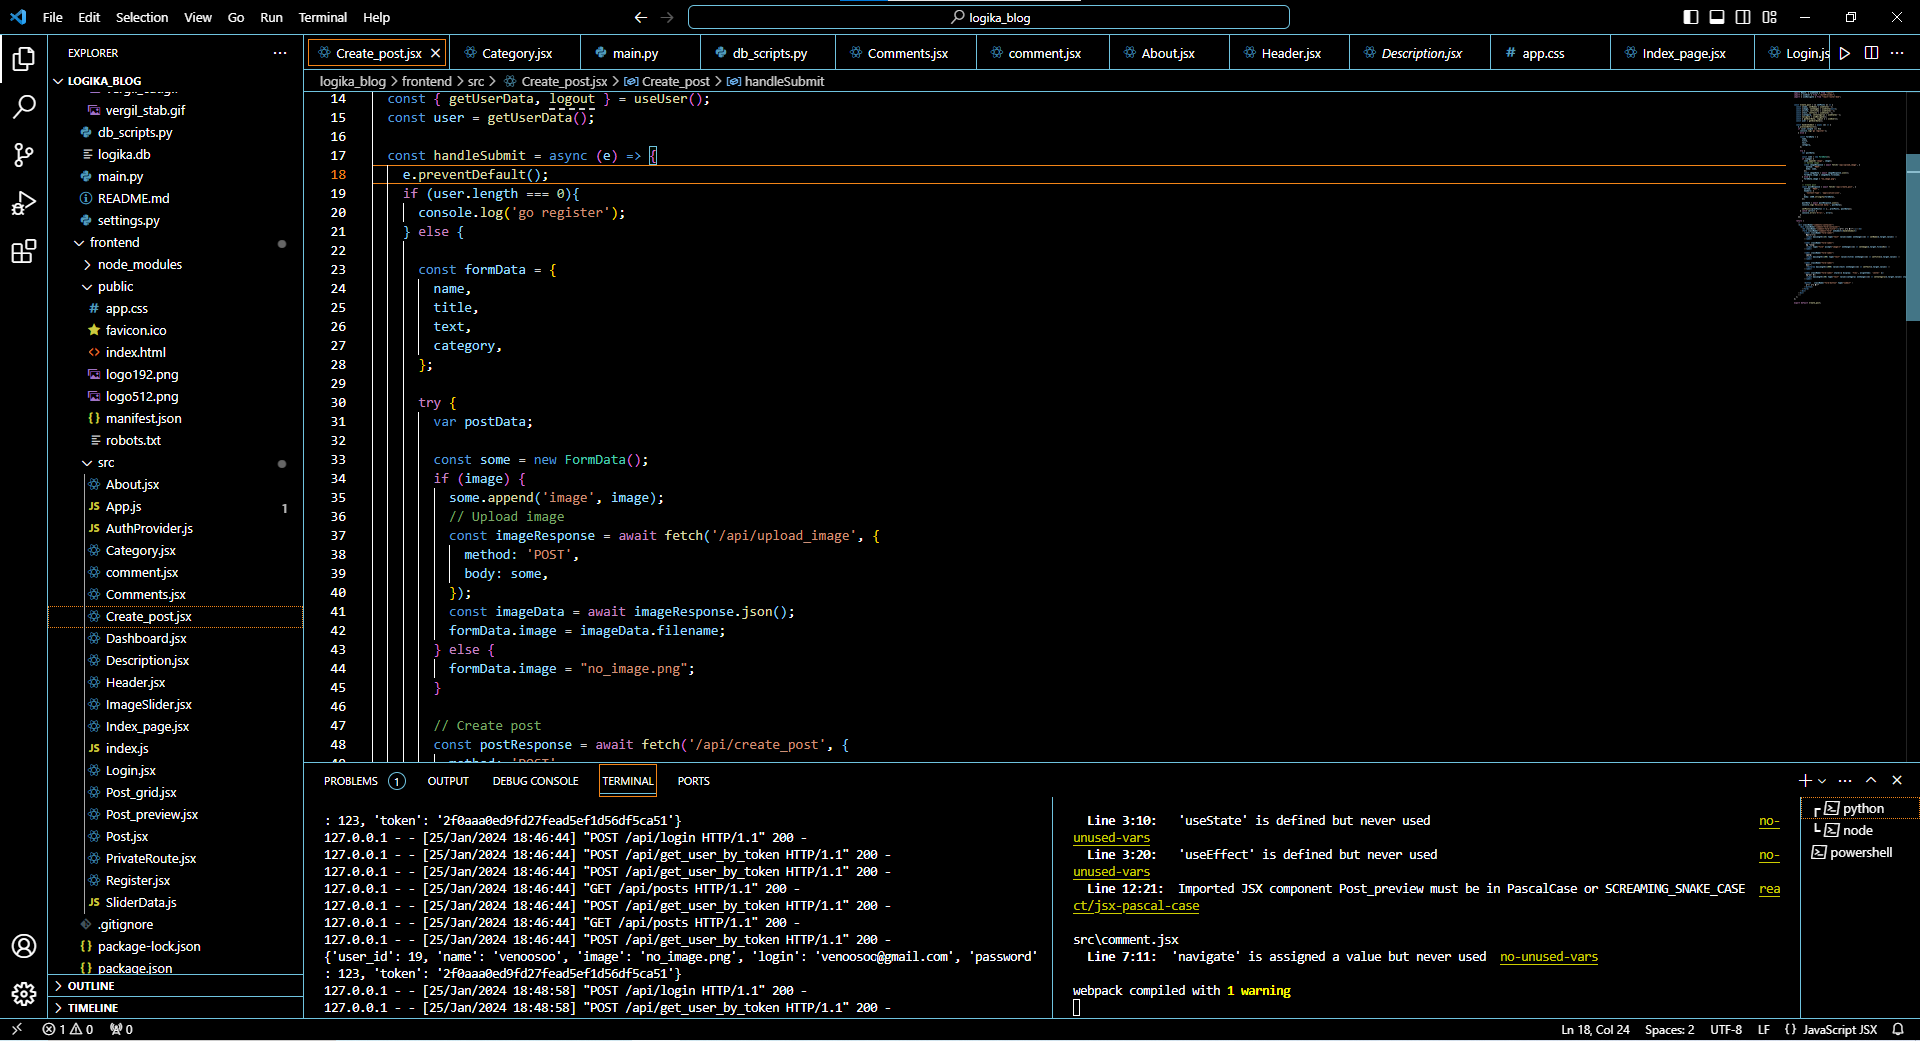 File Edit Selection View Go Run Terminal Help
logika_blog
EXPLORER
LOGIKA_BLOG
vergil_stab.gif
db_scripts.py
logika.db
main.py
README.md
settings.py
frontend
node_modules
public
app.css
favicon.ico
index.html
logo192.png
logo512.png
manifest.json
robots.txt
src
About.jsx
App.js 1
AuthProvider.js
Category.jsx
comment.jsx
Comments.jsx
Create_post.jsx
Dashboard.jsx
Description.jsx
Header.jsx
ImageSlider.jsx
Index_page.jsx
index.js
Login.jsx
Post_grid.jsx
Post_preview.jsx
Post.jsx
PrivateRoute.jsx
Register.jsx
SliderData.js
.gitignore
package-lock.json
package.json
OUTLINE
TIMELINE
Create_post.jsx Category.jsx main.py db_scripts.py Comments.jsx comment.jsx About.jsx Header.jsx Description.jsx app.css Index_page.jsx Login.js
logika_blog > frontend > src > Create_post.jsx > Create_post > handleSubmit
14 const { getUserData, logout } = useUser();
15 const user = getUserData();
16
17 const handleSubmit = async (e) => {
18 e.preventDefault();
19 if (user.length === 0){
20 console.log('go register');
21 } else {
22
23 const formData = {
24 name,
25 title,
26 text,
27 category,
28 };
29
30 try {
31 var postData;
32
33 const some = new FormData();
34 if (image) {
35 some.append('image', image);
36 // Upload image
37 const imageResponse = await fetch('/api/upload_image', {
38 method: 'POST',
39 body: some,
40 });
41 const imageData = await imageResponse.json();
42 formData.image = imageData.filename;
43 } else {
44 formData.image = "no_image.png";
45 }
46
47 // Create post
48 const postResponse = await fetch('/api/create_post', {
PROBLEMS 1 OUTPUT DEBUG CONSOLE TERMINAL PORTS
: 123, 'token': '2f0aaa0ed9fd27fead5ef1d56df5ca51'}
127.0.0.1 - - [25/Jan/2024 18:46:44] "POST /api/login HTTP/1.1" 200 -
127.0.0.1 - - [25/Jan/2024 18:46:44] "POST /api/get_user_by_token HTTP/1.1" 200 -
127.0.0.1 - - [25/Jan/2024 18:46:44] "POST /api/get_user_by_token HTTP/1.1" 200 -
127.0.0.1 - - [25/Jan/2024 18:46:44] "GET /api/posts HTTP/1.1" 200 -
127.0.0.1 - - [25/Jan/2024 18:46:44] "POST /api/get_user_by_token HTTP/1.1" 200 -
127.0.0.1 - - [25/Jan/2024 18:46:44] "GET /api/posts HTTP/1.1" 200 -
127.0.0.1 - - [25/Jan/2024 18:46:44] "POST /api/get_user_by_token HTTP/1.1" 200 -
{'user_id': 19, 'name': 'venoosoo', 'image': 'no_image.png', 'login': 'venoosoo@gmail.com', 'password'
: 123, 'token': '2f0aaa0ed9fd27fead5ef1d56df5ca51'}
127.0.0.1 - - [25/Jan/2024 18:48:58] "POST /api/login HTTP/1.1" 200 -
127.0.0.1 - - [25/Jan/2024 18:48:58] "POST /api/get_user_by_token HTTP/1.1" 200 -
Line 3:10: 'useState' is defined but never used no-
unused-vars
Line 3:20: 'useEffect' is defined but never used no-
unused-vars
Line 12:21: Imported JSX component Post_preview must be in PascalCase or SCREAMING_SNAKE_CASE rea
ct/jsx-pascal-case
src\comment.jsx
Line 7:11: 'navigate' is assigned a value but never used no-unused-vars
webpack compiled with 1 warning
python
node
powershell
1 0 0
Ln 18, Col 24 Spaces: 2 UTF-8 LF {} JavaScript JSX